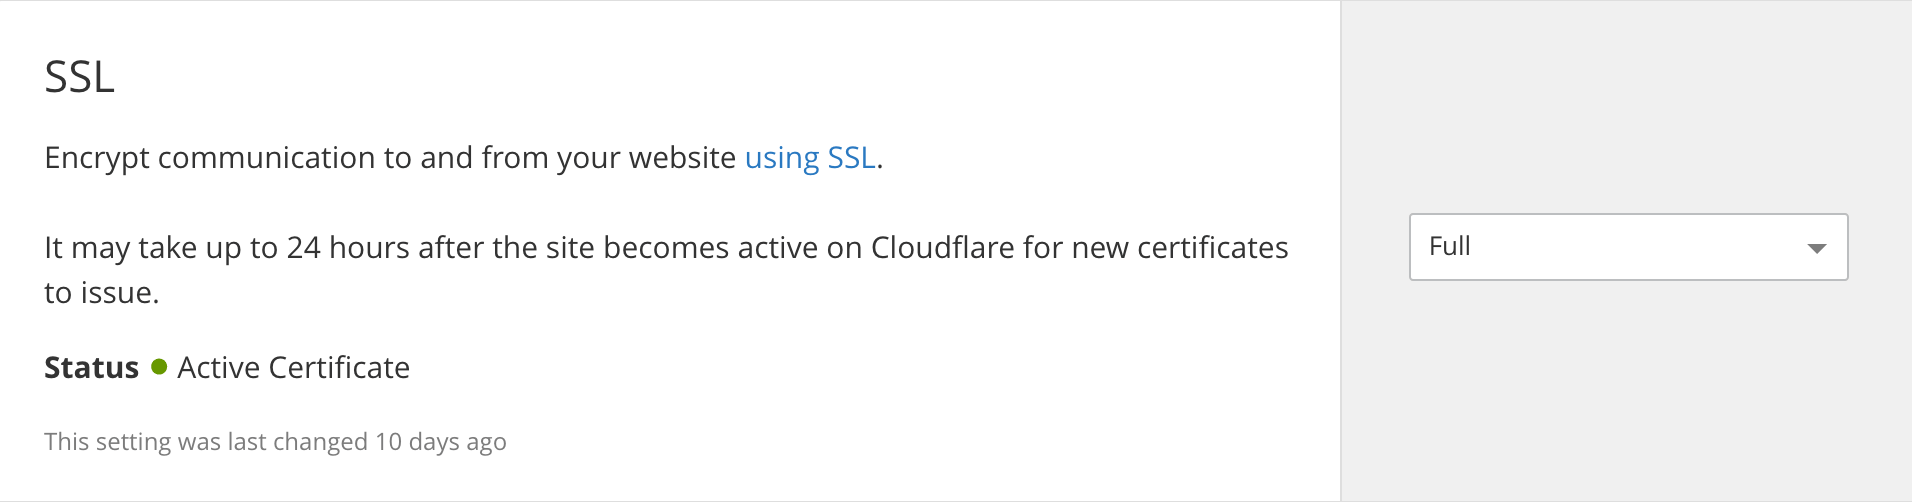 SSL
Encrypt communication to and from your website using SSL.
It may take up to 24 hours after the site becomes active on Cloudflare for new certificates
to issue.
Full
Status Active Certificate
This setting was last changed 10 days ago